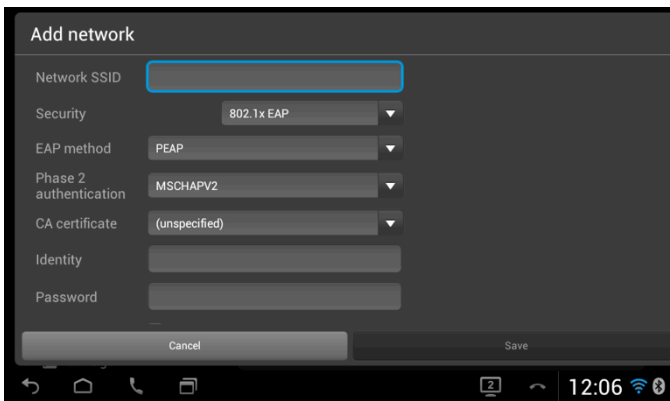 Add network
Network SSID
Security 802.1x EAP
EAP method PEAP
Phase 2
authentication MSCHAPV2
CA certificate (unspecified)
Identity
Password
Cancel Save
2 12:06